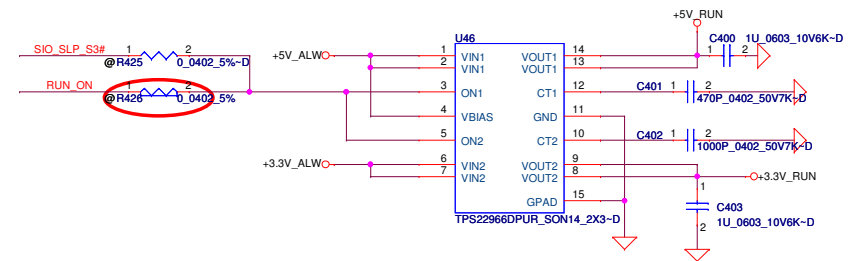 +5V_RUN
U46
C400 1U_0603_10V6K~D
SIO_SLP_S3#
1 2
1 2
@R425 0_0402_5%~D
+5V_ALW
1 VIN1 VOUT1 14
2 VIN1 VOUT1 13
RUN_ON
1 2
@R426 0_0402_5%
3 ON1 CT1 12
C401 1 2
470P_0402_50V7K~D
4 VBIAS GND 11
5 ON2 CT2 10
C402 1 2
1000P_0402_50V7K~D
+3.3V_ALW
6 VIN2 VOUT2 9
7 VIN2 VOUT2 8
+3.3V_RUN
1
GPAD 15
C403
TPS22966DPUR_SON14_2X3~D
2
1U_0603_10V6K~D